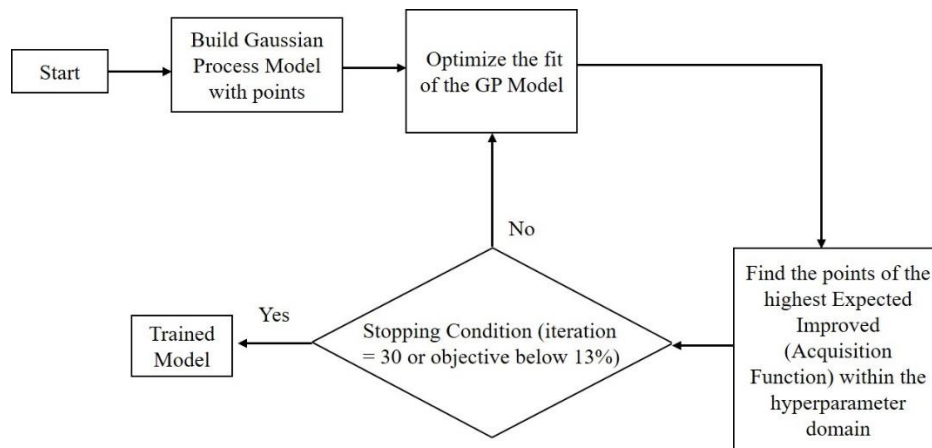 Start
Build Gaussian
Process Model
with points
Optimize the fit
of the GP Model
No
Find the points of the
highest Expected
Improved
(Acquisition
Function) within the
hyperparameter
domain
Stopping Condition (iteration
= 30 or objective below 13%)
Yes
Trained
Model